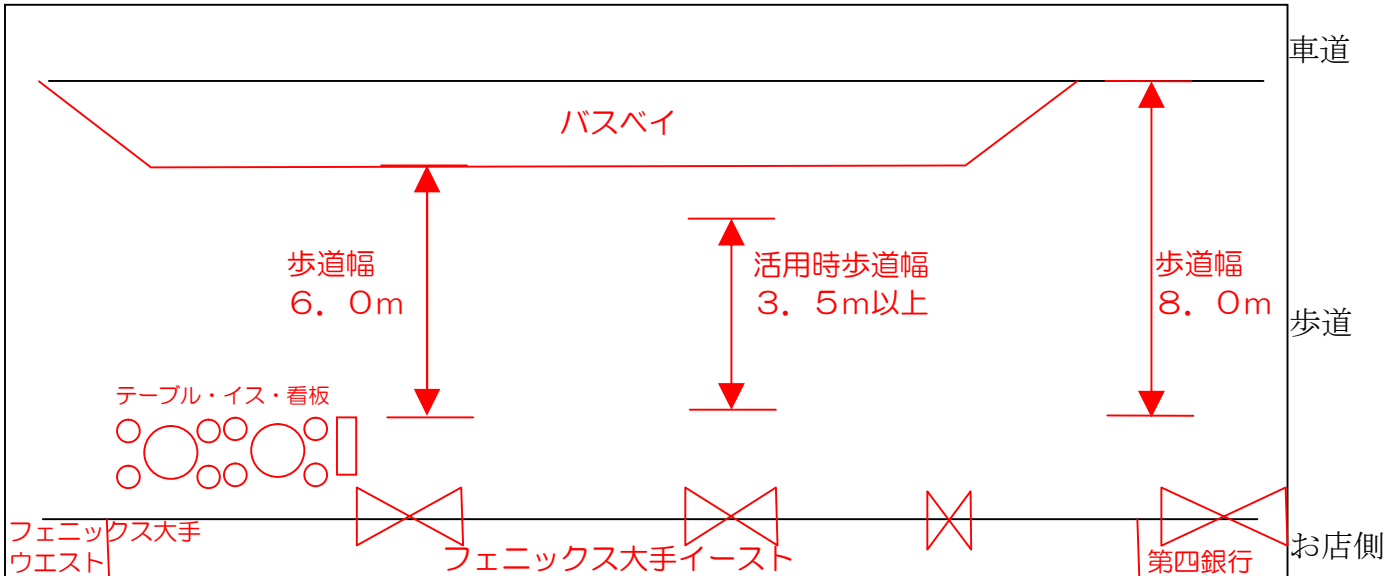 車道
バスベイ
歩道幅
6.0m
活用時歩道幅
3.5m以上
歩道幅
8.0m
歩道
テーブル・イス・看板
フェニックス大手
ウエスト
フェニックス大手イースト
第四銀行
お店側